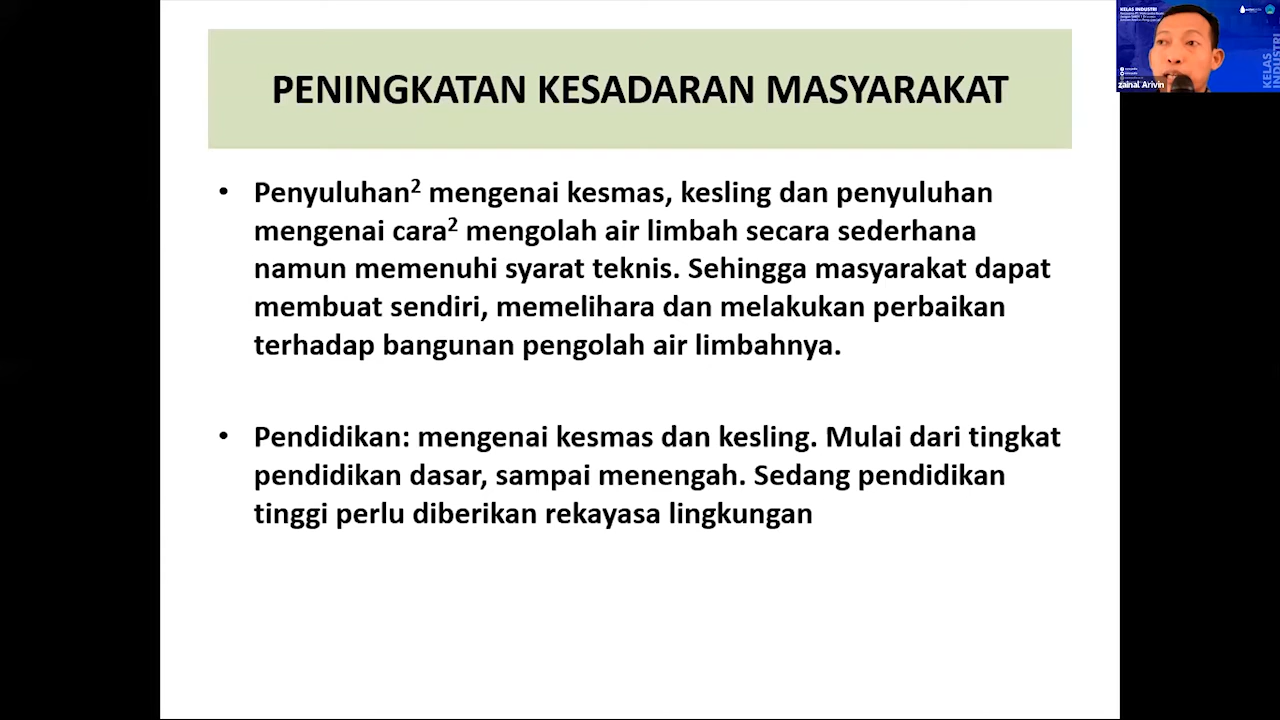 PENINGKATAN KESADARAN MASYARAKAT
• Penyuluhan² mengenai kesmas, kesling dan penyuluhan
mengenai cara² mengolah air limbah secara sederhana
namun memenuhi syarat teknis. Sehingga masyarakat dapat
membuat sendiri, memelihara dan melakukan perbaikan
terhadap bangunan pengolah air limbahnya.
• Pendidikan: mengenai kesmas dan kesling. Mulai dari tingkat
pendidikan dasar, sampai menengah. Sedang pendidikan
tinggi perlu diberikan rekayasa lingkungan
KELAS INDUSTRI
zainal Arivin
KELAS
INDUSTRI